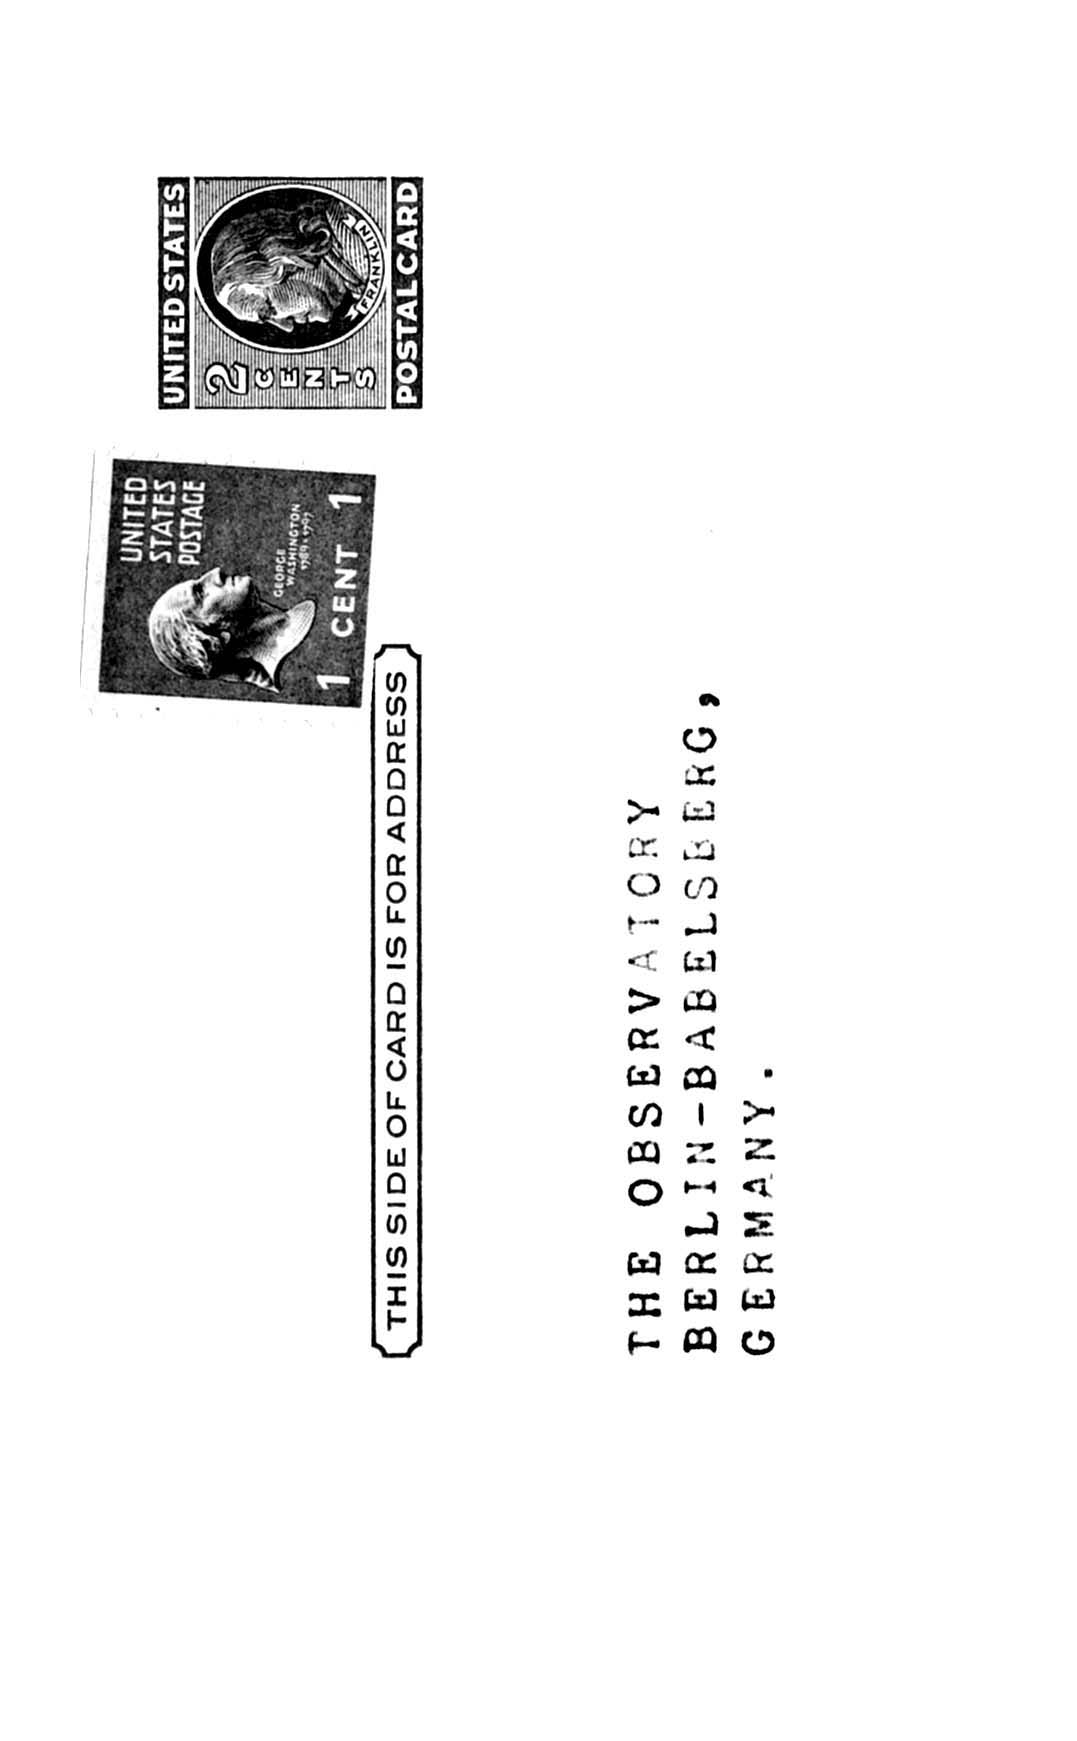 UNITED STATES
2 CENTS
FRANKLIN
POSTAL CARD
UNITED
STATES
POSTAGE
GEORGE
WASHINGTON
1789-1797
1 CENT 1
THIS SIDE OF CARD IS FOR ADDRESS
THE OBSERVATORY
BERLIN-BABELSBERG,
GERMANY.